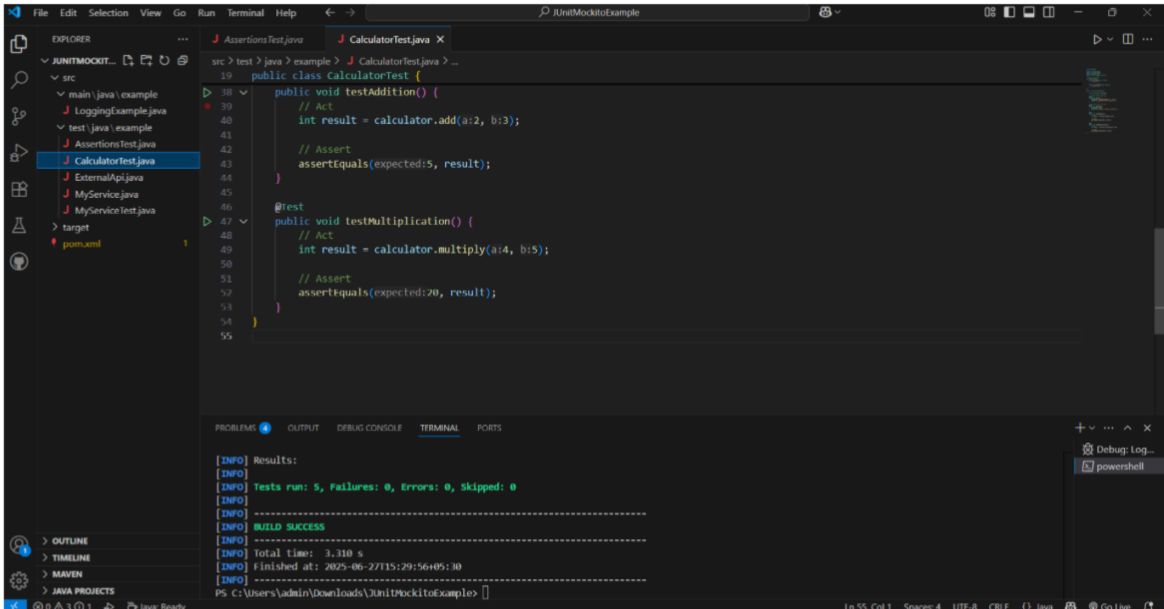 File Edit Selection View Go Run Terminal Help
JUnitMockitoExample
EXPLORER
JUNITMOCKIT...
src
main\java\example
LoggingExample.java
test\java\example
AssertionsTest.java
CalculatorTest.java
ExternalApi.java
MyService.java
MyServiceTest.java
target
pom.xml 1
OUTLINE
TIMELINE
MAVEN
JAVA PROJECTS
AssertionsTest.java CalculatorTest.java
src > test > java > example > CalculatorTest.java > ...
19 public class CalculatorTest {
38 public void testAddition() {
39 // Act
40 int result = calculator.add(a:2, b:3);
41
42 // Assert
43 assertEquals(expected:5, result);
44 }
45
46 @Test
47 public void testMultiplication() {
48 // Act
49 int result = calculator.multiply(a:4, b:5);
50
51 // Assert
52 assertEquals(expected:20, result);
53 }
54 }
55
PROBLEMS 4 OUTPUT DEBUG CONSOLE TERMINAL PORTS
[INFO] Results:
[INFO]
[INFO] Tests run: 5, Failures: 0, Errors: 0, Skipped: 0
[INFO]
[INFO] ------------------------------------------------------------------------
[INFO] BUILD SUCCESS
[INFO] ------------------------------------------------------------------------
[INFO] Total time: 3.310 s
[INFO] Finished at: 2025-06-27T15:29:56+05:30
[INFO] ------------------------------------------------------------------------
PS C:\Users\admin\Downloads\JUnitMockitoExample>
Debug: Log...
powershell
1
0 3 1 Java: Ready
Ln 55, Col 1 Spaces: 4 UTF-8 CRLF {} Java Go Live